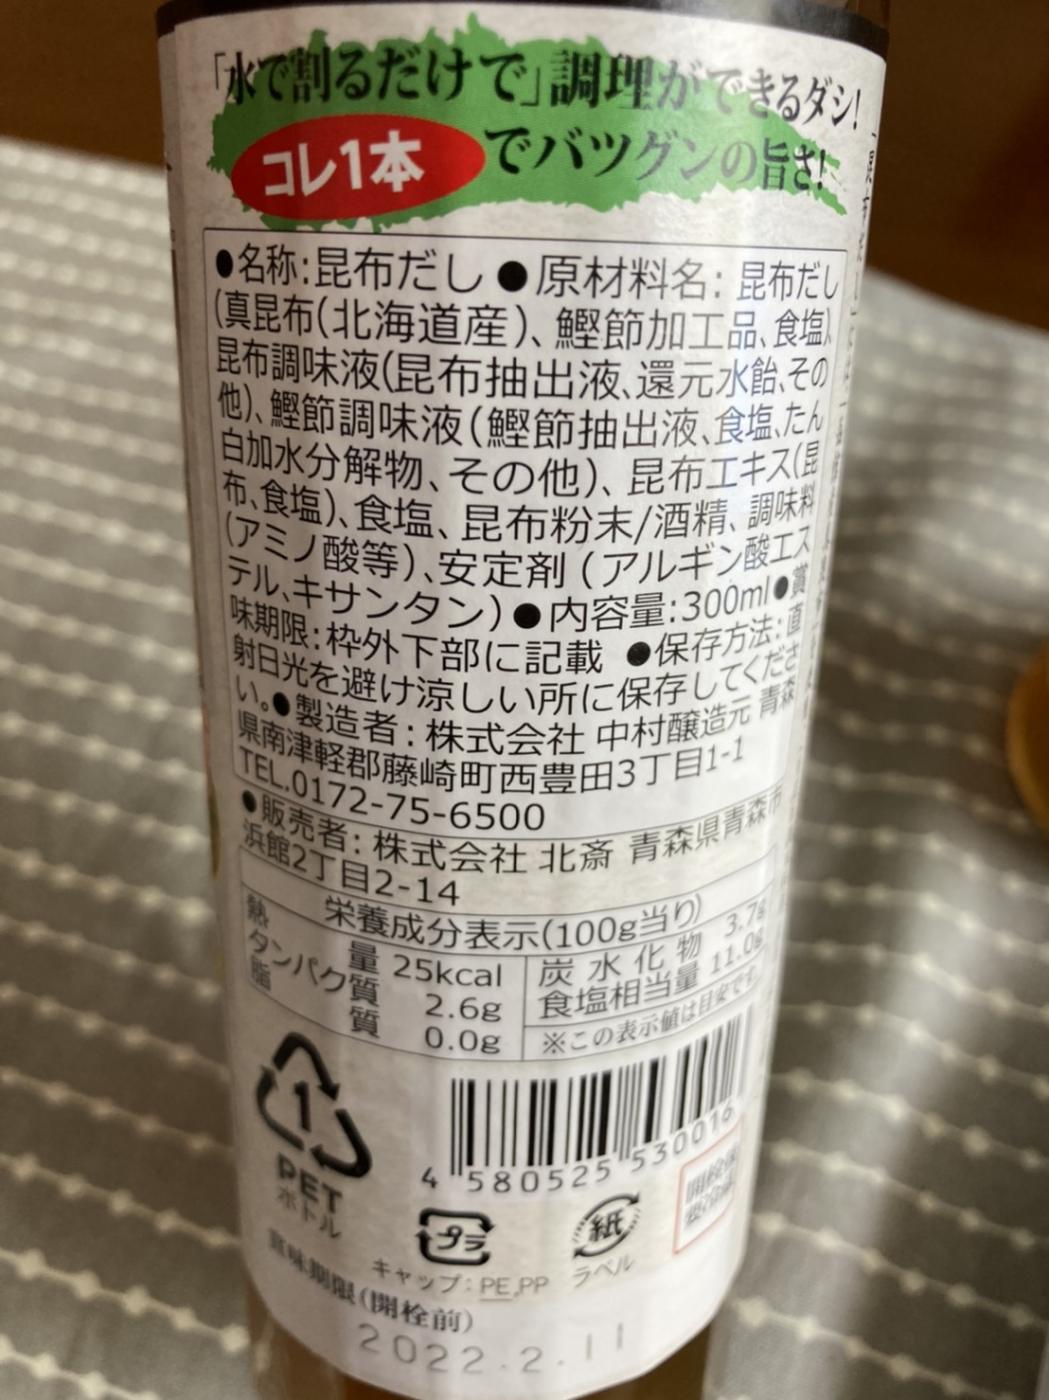 「水で割るだけで」調理ができるダシ!
コレ1本 でバツグンの旨さ!
●名称:昆布だし ●原材料名: 昆布だし
(真昆布(北海道産)、鰹節加工品、食塩)、
昆布調味液(昆布抽出液、還元水飴、その
他)、鰹節調味液(鰹節抽出液、食塩、たん
白加水分解物、その他)、昆布エキス(昆
布、食塩)、食塩、昆布粉末/酒精、調味料
(アミノ酸等)、安定剤(アルギン酸エス
テル、キサンタン)●内容量:300ml●賞
味期限:枠外下部に記載 ●保存方法:直
射日光を避け涼しい所に保存してくださ
い。●製造者:株式会社 中村醸造元 青森
県南津軽郡藤崎町西豊田3丁目1-1
TEL.0172-75-6500
●販売者:株式会社 北斎 青森県青森市
浜館2丁目2-14
栄養成分表示(100g当り)
熱量 25kcal
タンパク質 2.6g
脂質 0.0g
炭水化物 3.7g
食塩相当量 11.0g
※この表示値は目安です。
1
PET
ボトル
4 580525 530016
プラ
キャップ:PE,PP
紙
ラベル
開栓後
要冷蔵
賞味期限(開栓前)
2022.2.11